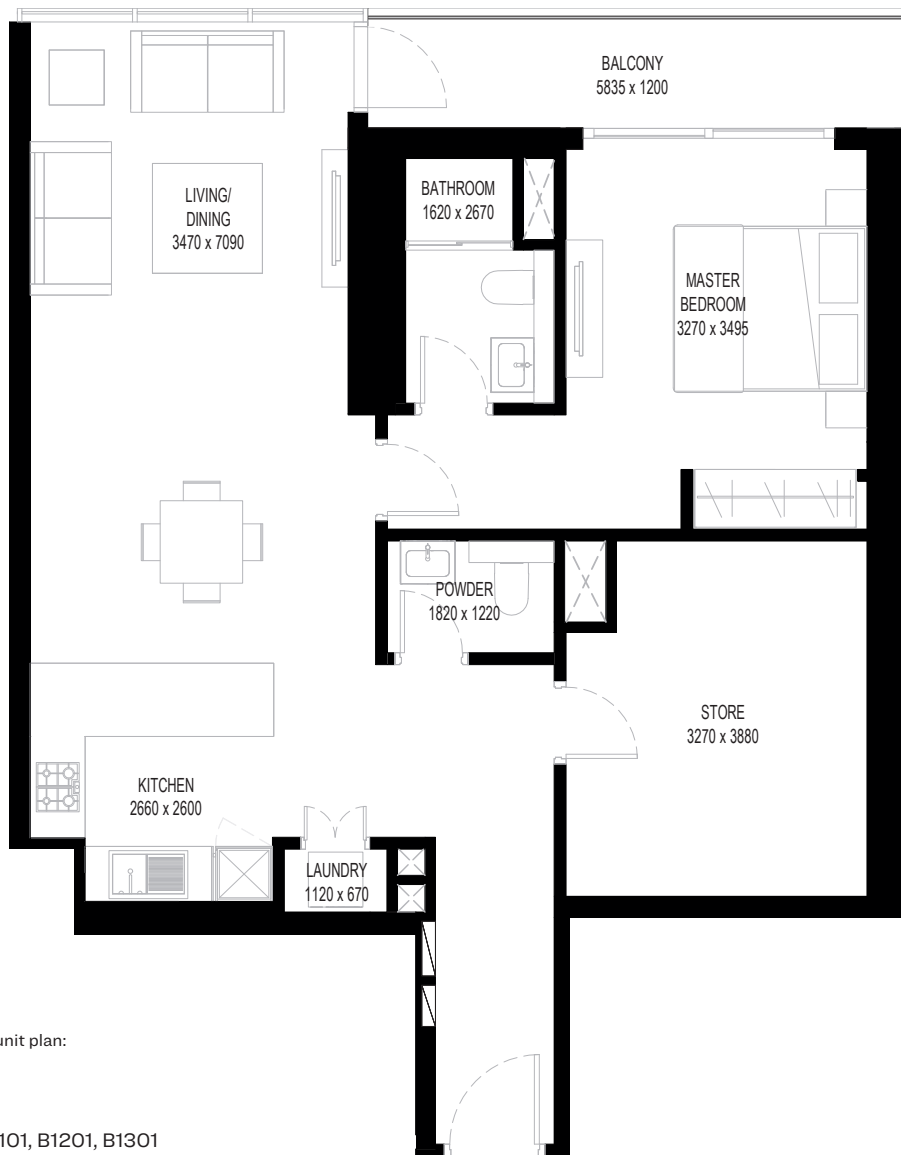 BALCONY
5835 x 1200
BATHROOM
1620 x 2670
LIVING/
DINING
3470 x 7090
MASTER
BEDROOM
3270 x 3495
POWDER
1820 x 1220
STORE
3270 x 3880
KITCHEN
2660 x 2600
LAUNDRY
1120 x 670
unit plan:
101, B1201, B1301